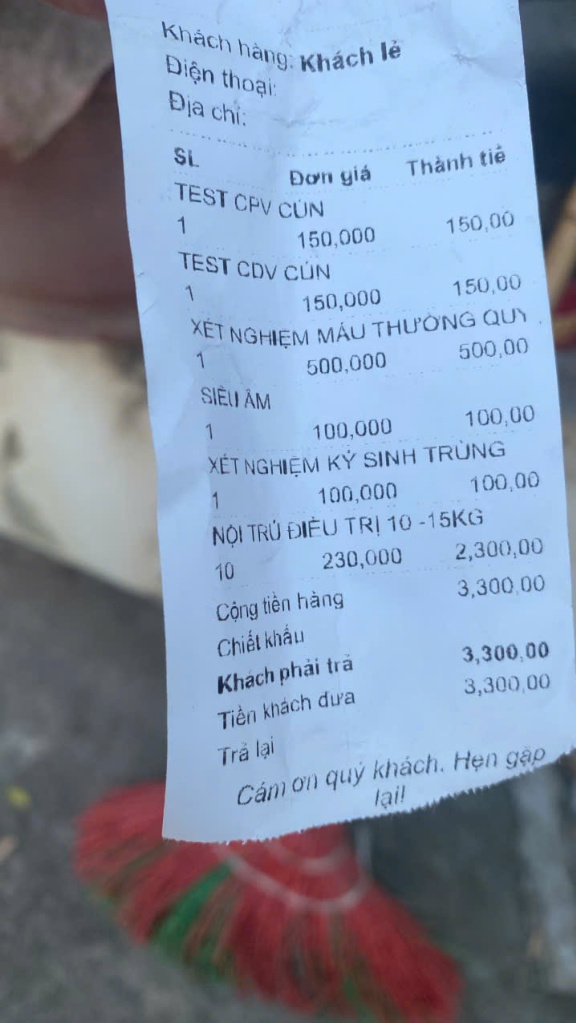 Khách hàng: Khách lẻ
Điện thoại:
Địa chỉ:
SL Đơn giá Thành tiề
TEST CPV CÚN
1 150,000 150,00
TEST CDV CÚN
1 150,000 150,00
XÉT NGHIỆM MÁU THƯỜNG QUY
1 500,000 500,00
SIÊU ÂM
1 100,000 100,00
XÉT NGHIỆM KÝ SINH TRÙNG
1 100,000 100,00
NỘI TRÚ ĐIỀU TRỊ 10 -15KG
10 230,000 2,300,00
Cộng tiền hàng 3,300,00
Chiết khấu
Khách phải trả 3,300,00
Tiền khách đưa 3,300,00
Trả lại
Cám ơn quý khách. Hẹn gặp
lại!